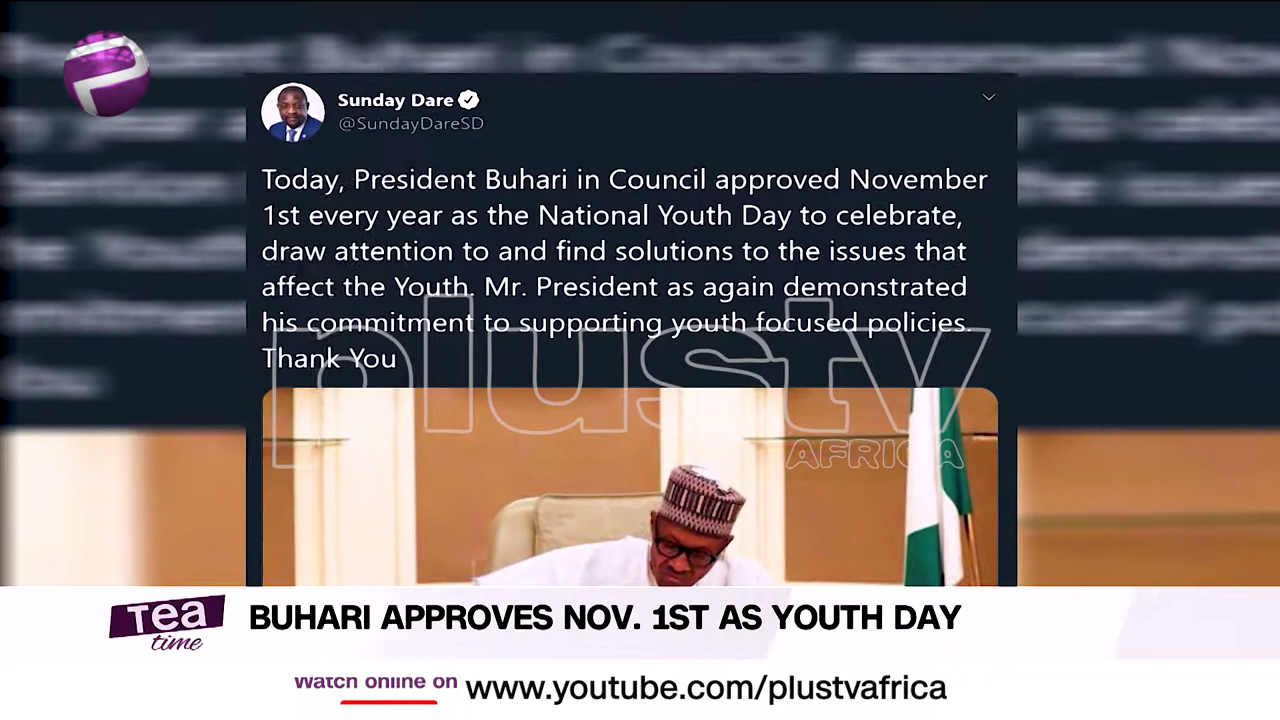 Sunday Dare
@SundayDareSD
Today, President Buhari in Council approved November
1st every year as the National Youth Day to celebrate,
draw attention to and find solutions to the issues that
affect the Youth. Mr. President as again demonstrated
his commitment to supporting youth focused policies.
Thank You
plustv
AFRICA
Tea
time
BUHARI APPROVES NOV. 1ST AS YOUTH DAY
watch online on www.youtube.com/plustvafrica